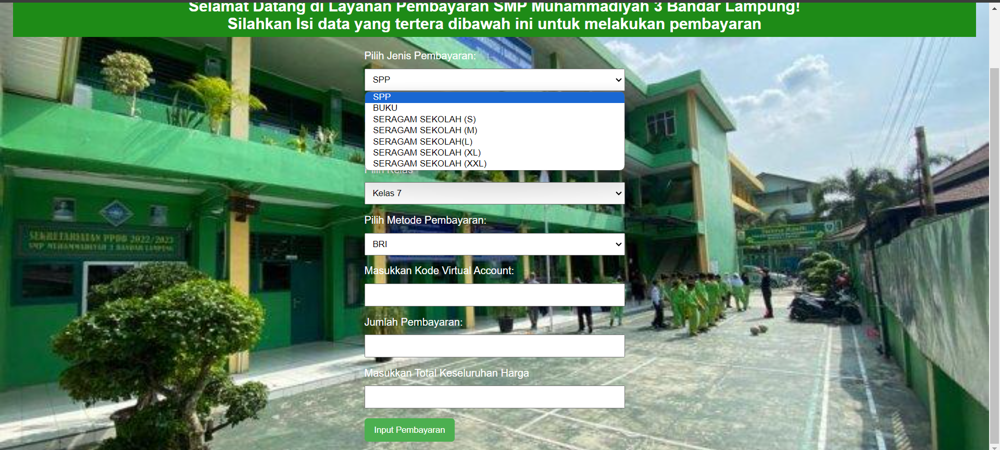 Selamat Datang di Layanan Pembayaran SMP Muhammadiyah 3 Bandar Lampung!
Silahkan Isi data yang tertera dibawah ini untuk melakukan pembayaran
Pilih Jenis Pembayaran:
SPP
SPP
BUKU
SERAGAM SEKOLAH (S)
SERAGAM SEKOLAH (M)
SERAGAM SEKOLAH(L)
SERAGAM SEKOLAH (XL)
SERAGAM SEKOLAH (XXL)
Pilih Kelas
Kelas 7
Pilih Metode Pembayaran:
BRI
SEKRETARIATAN PPDB 2022/2023
SMP MUHAMMADIYAH 3 BANDAR LAMPUNG
Masukkan Kode Virtual Account:
Jumlah Pembayaran:
Masukkan Total Keseluruhan Harga
Input Pembayaran